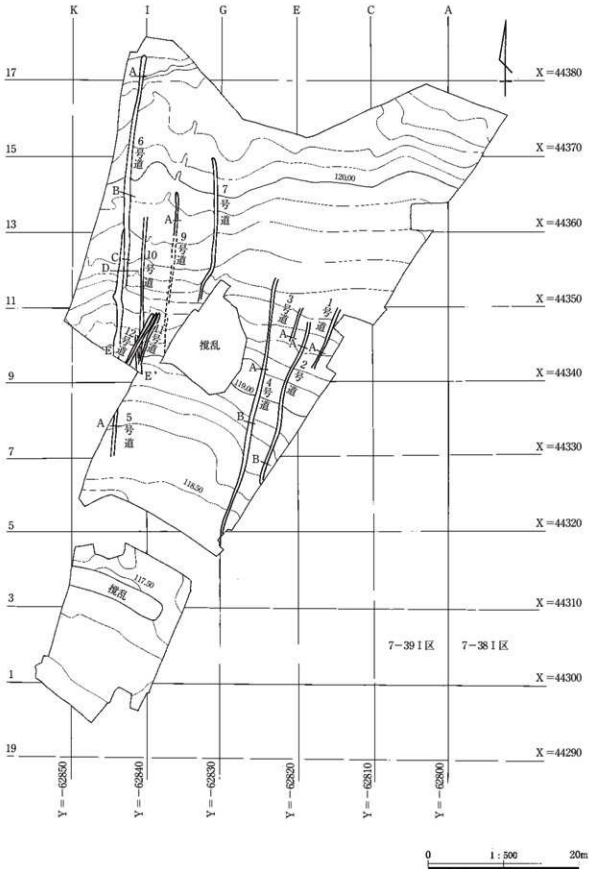 K
I
G
E
C
A
17
15
13
11
9
7
5
3
1
19
X=44380
X=44370
X=44360
X=44350
X=44340
X=44330
X=44320
X=44310
X=44300
X=44290
A
6号道
B
C
D
10号道
A
9号道
7号道
120.00
12号道
E
E'
撹乱
119.00
3号道
A
1号道
A
2号道
A
4号道
B
B
A
5号道
118.50
117.50
撹乱
7-39 I 区
7-38 I 区
Y=-62850
Y=-62840
Y=-62830
Y=-62820
Y=-62810
Y=-62800
0
1:500
20m